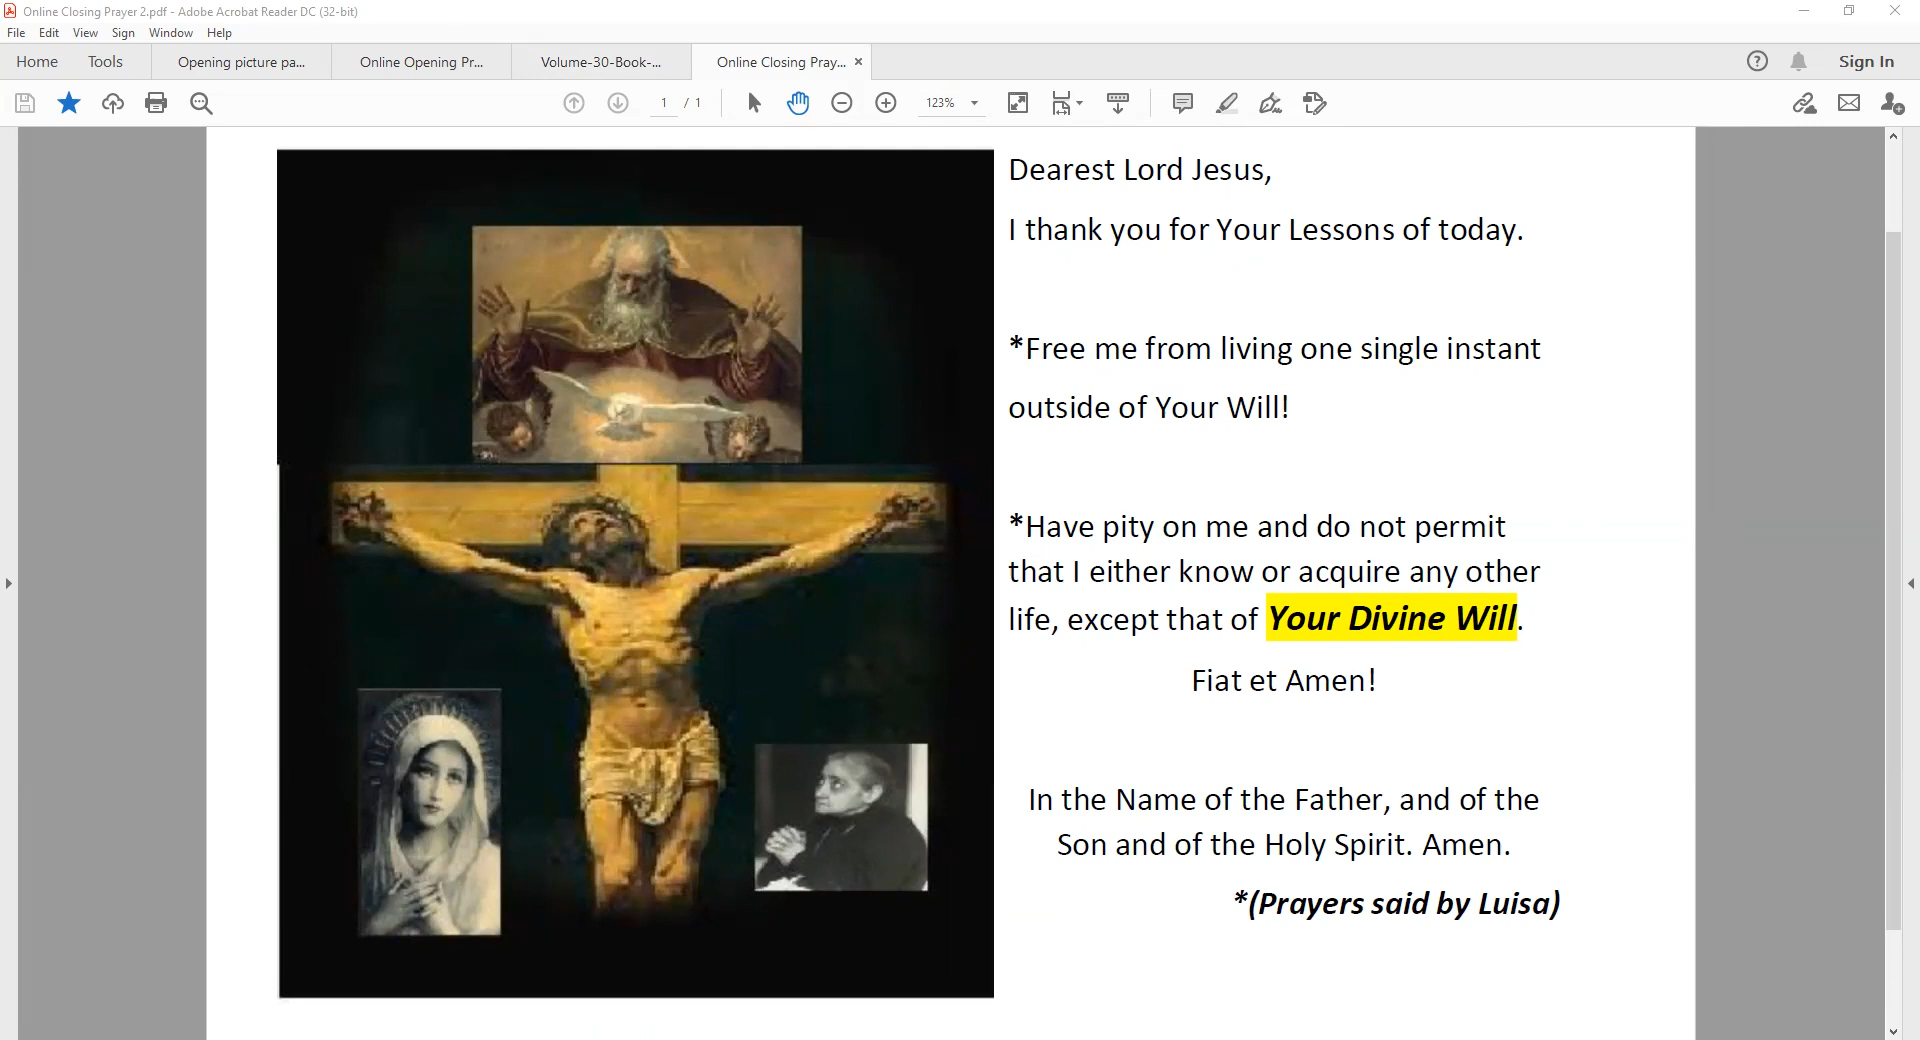 Online Closing Prayer 2.pdf - Adobe Acrobat Reader DC (32-bit)
File Edit View Sign Window Help
Home Tools Opening picture pa... Online Opening Pr... Volume-30-Book-... Online Closing Pray... Sign In
1 / 1 123%
Dearest Lord Jesus,
I thank you for Your Lessons of today.
*Free me from living one single instant
outside of Your Will!
*Have pity on me and do not permit
that I either know or acquire any other
life, except that of Your Divine Will.
Fiat et Amen!
In the Name of the Father, and of the
Son and of the Holy Spirit. Amen.
*(Prayers said by Luisa)